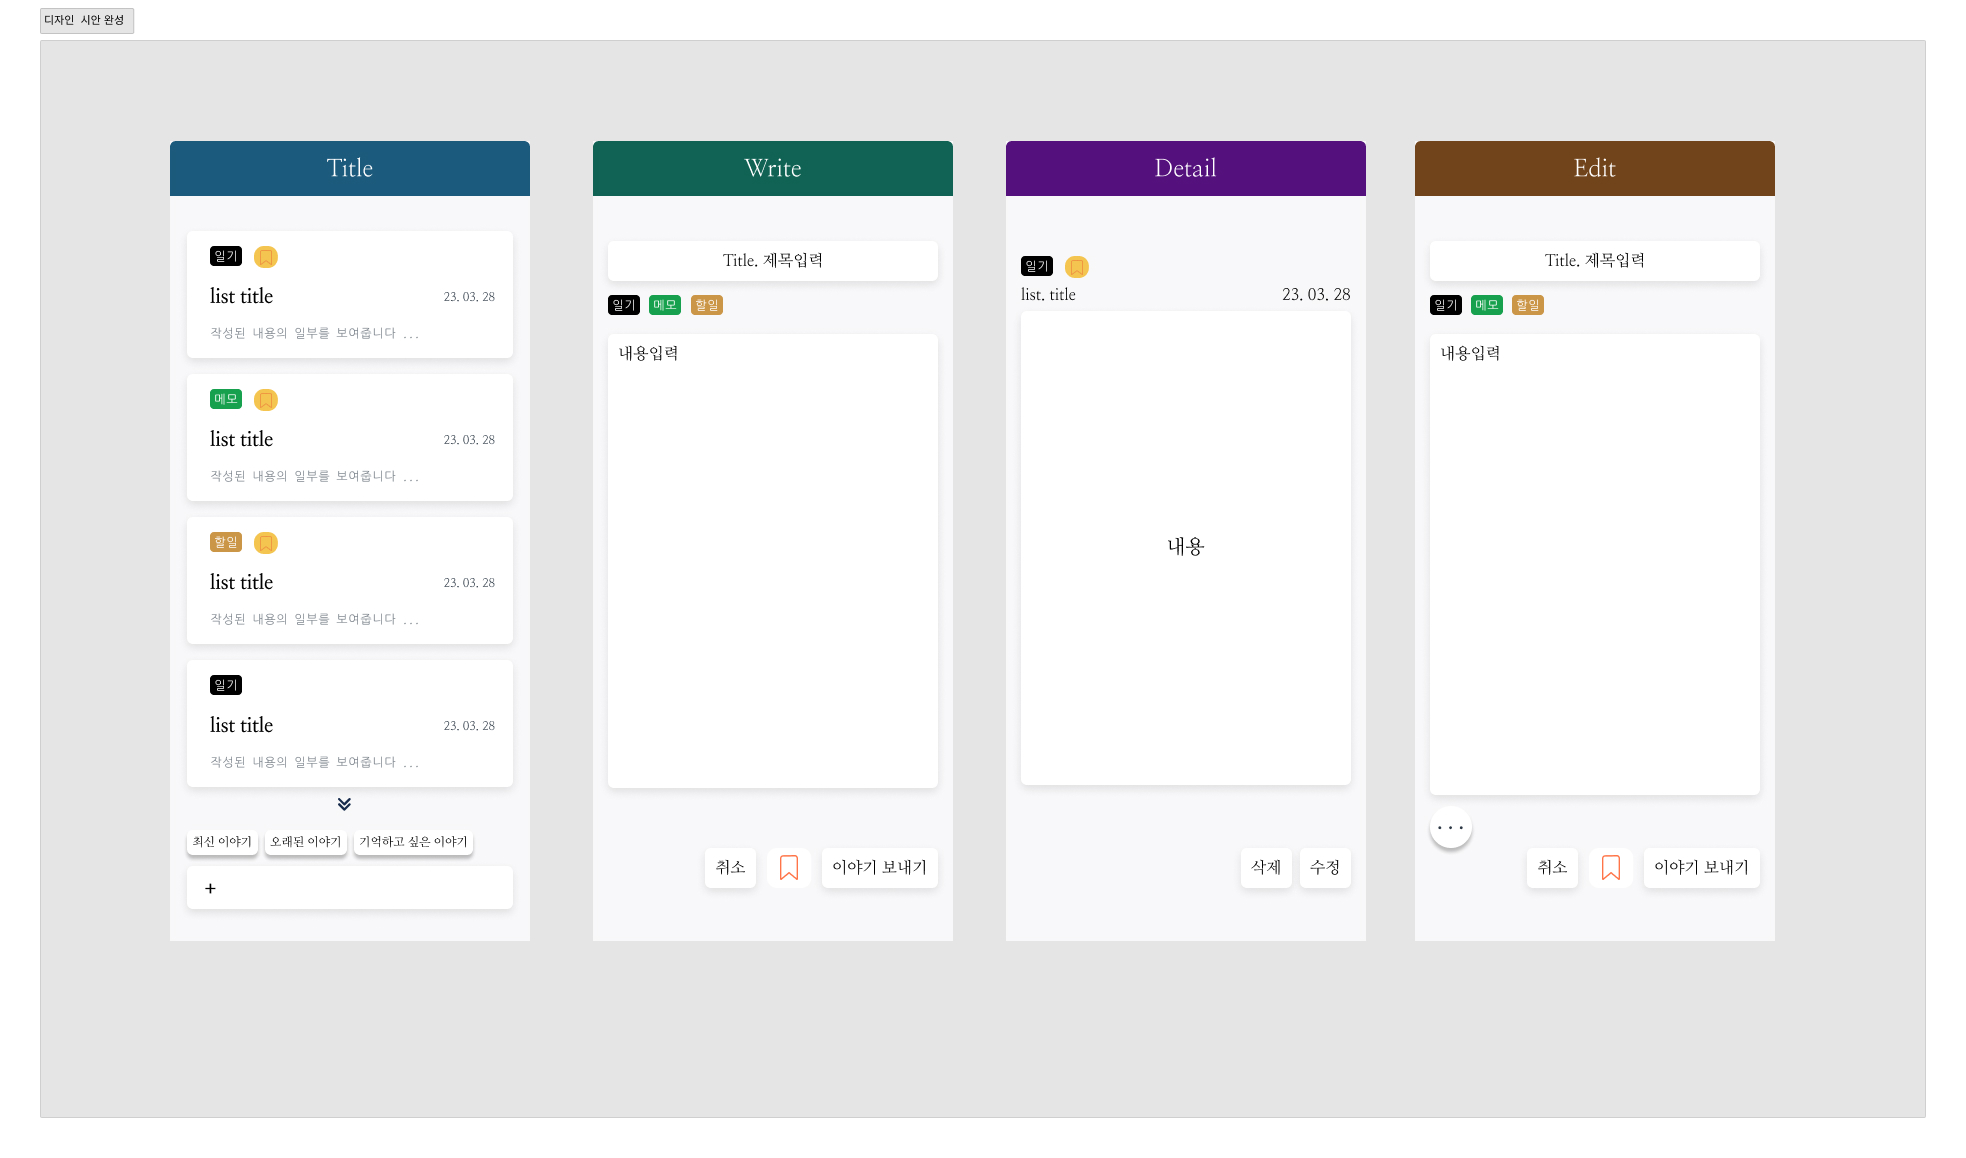 디자인 시안 완성
Title
일기
list title
23. 03. 28
작성된 내용의 일부를 보여줍니다 ...
메모
list title
23. 03. 28
작성된 내용의 일부를 보여줍니다 ...
할일
list title
23. 03. 28
작성된 내용의 일부를 보여줍니다 ...
일기
list title
23. 03. 28
작성된 내용의 일부를 보여줍니다 ...
최신 이야기
오래된 이야기
기억하고 싶은 이야기
+
Write
Title. 제목입력
일기 메모 할일
내용입력
취소
이야기 보내기
Detail
일기
list. title
23. 03. 28
내용
삭제
수정
Edit
Title. 제목입력
일기 메모 할일
내용입력
...
취소
이야기 보내기